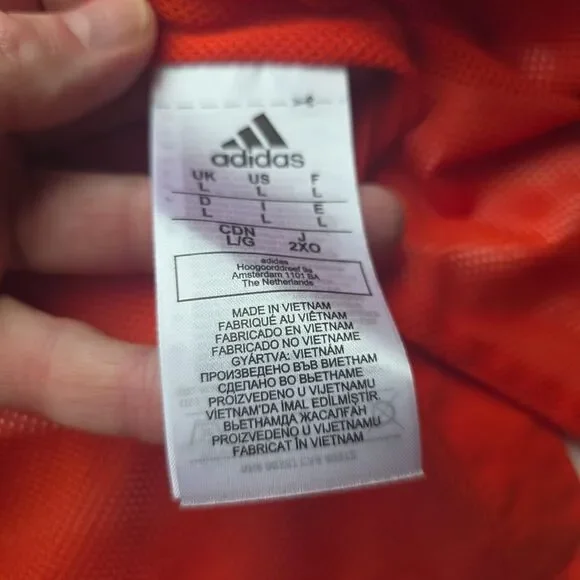 adidas
UK US F
L L L
D I E
L L L
CDN J
L/G 2XO
adidas
Hoogoorddreef 9a
Amsterdam 1101 BA
The Netherlands
MADE IN VIETNAM
FABRIQUÉ AU VIÊTNAM
FABRICADO EN VIETNAM
FABRICADO NO VIETNAME
GYÁRTVA: VIETNÁM
ПРОИЗВЕДЕНО ВЪВ ВИЕТНАМ
СДЕЛАНО ВО ВЬЕТНАМЕ
PROIZVEDENO U VIJETNAMU
VIETNAM'DA IMAL EDİLMİŞTİR.
ВЬЕТНАМДА ЖАСАЛҒАН
PROIZVEDENO U VIJETNAMU
FABRICAT ÎN VIETNAM